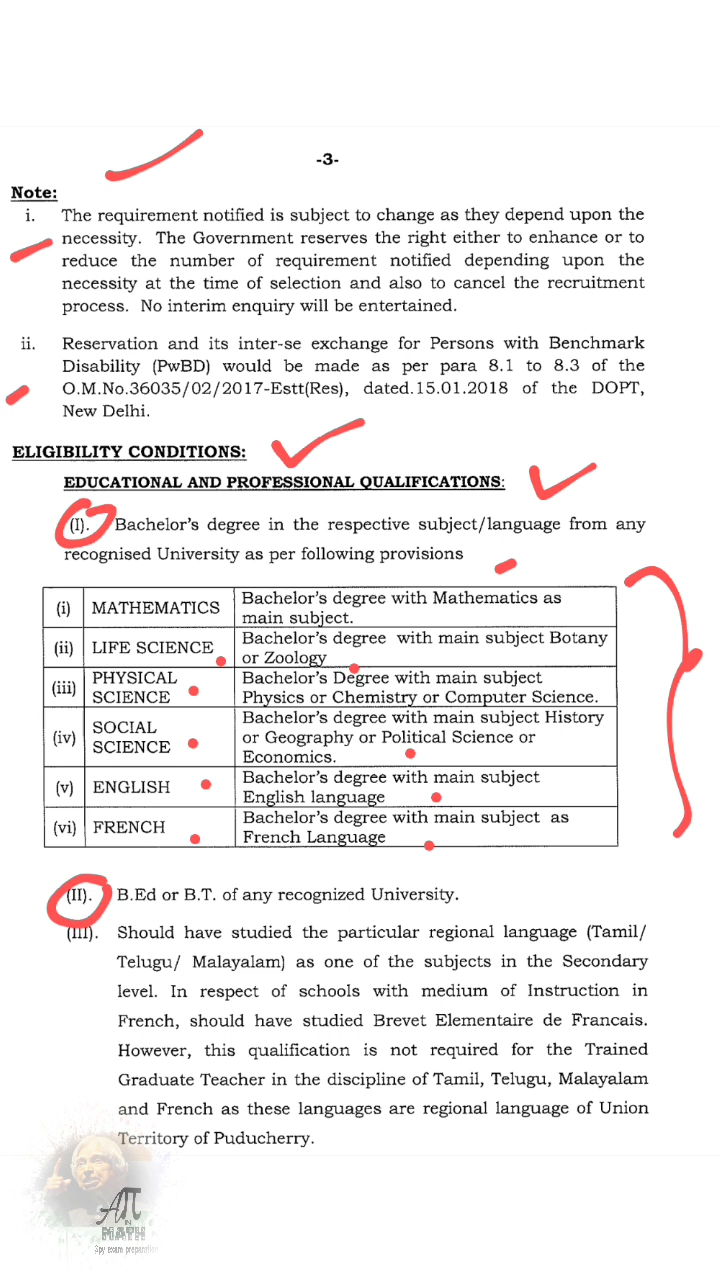 -3-
Note:
i. The requirement notified is subject to change as they depend upon the
necessity. The Government reserves the right either to enhance or to
reduce the number of requirement notified depending upon the
necessity at the time of selection and also to cancel the recruitment
process. No interim enquiry will be entertained.
ii. Reservation and its inter-se exchange for Persons with Benchmark
Disability (PwBD) would be made as per para 8.1 to 8.3 of the
O.M.No.36035/02/2017-Estt(Res), dated.15.01.2018 of the DOPT,
New Delhi.
ELIGIBILITY CONDITIONS:
EDUCATIONAL AND PROFESSIONAL QUALIFICATIONS:
(I). Bachelor's degree in the respective subject/language from any
recognised University as per following provisions
(i) MATHEMATICS Bachelor's degree with Mathematics as
main subject.
(ii) LIFE SCIENCE Bachelor's degree with main subject Botany
or Zoology
(iii) PHYSICAL
SCIENCE
Bachelor's Degree with main subject
Physics or Chemistry or Computer Science.
(iv) SOCIAL
SCIENCE
Bachelor's degree with main subject History
or Geography or Political Science or
Economics.
(v) ENGLISH Bachelor's degree with main subject
English language
(vi) FRENCH Bachelor's degree with main subject as
French Language
(II). B.Ed or B.T. of any recognized University.
(III). Should have studied the particular regional language (Tamil/
Telugu/ Malayalam) as one of the subjects in the Secondary
level. In respect of schools with medium of Instruction in
French, should have studied Brevet Elementaire de Francais.
However, this qualification is not required for the Trained
Graduate Teacher in the discipline of Tamil, Telugu, Malayalam
and French as these languages are regional language of Union
Territory of Puducherry.
IN
MATH
Spy exam preparation